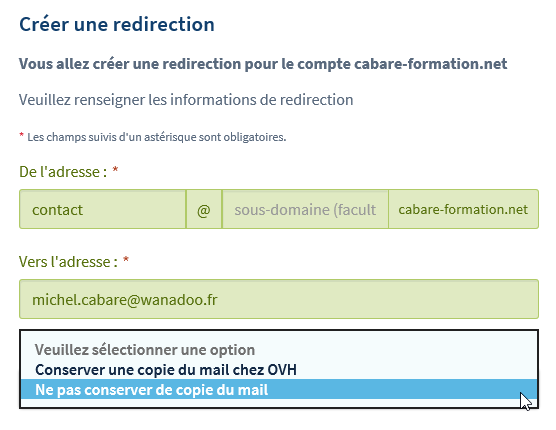 Créer une redirection
Vous allez créer une redirection pour le compte cabare-formation.net
Veuillez renseigner les informations de redirection
* Les champs suivis d'un astérisque sont obligatoires.
De l'adresse : *
contact @ sous-domaine (facult cabare-formation.net
Vers l'adresse : *
michel.cabare@wanadoo.fr
Veuillez sélectionner une option
Conserver une copie du mail chez OVH
Ne pas conserver de copie du mail